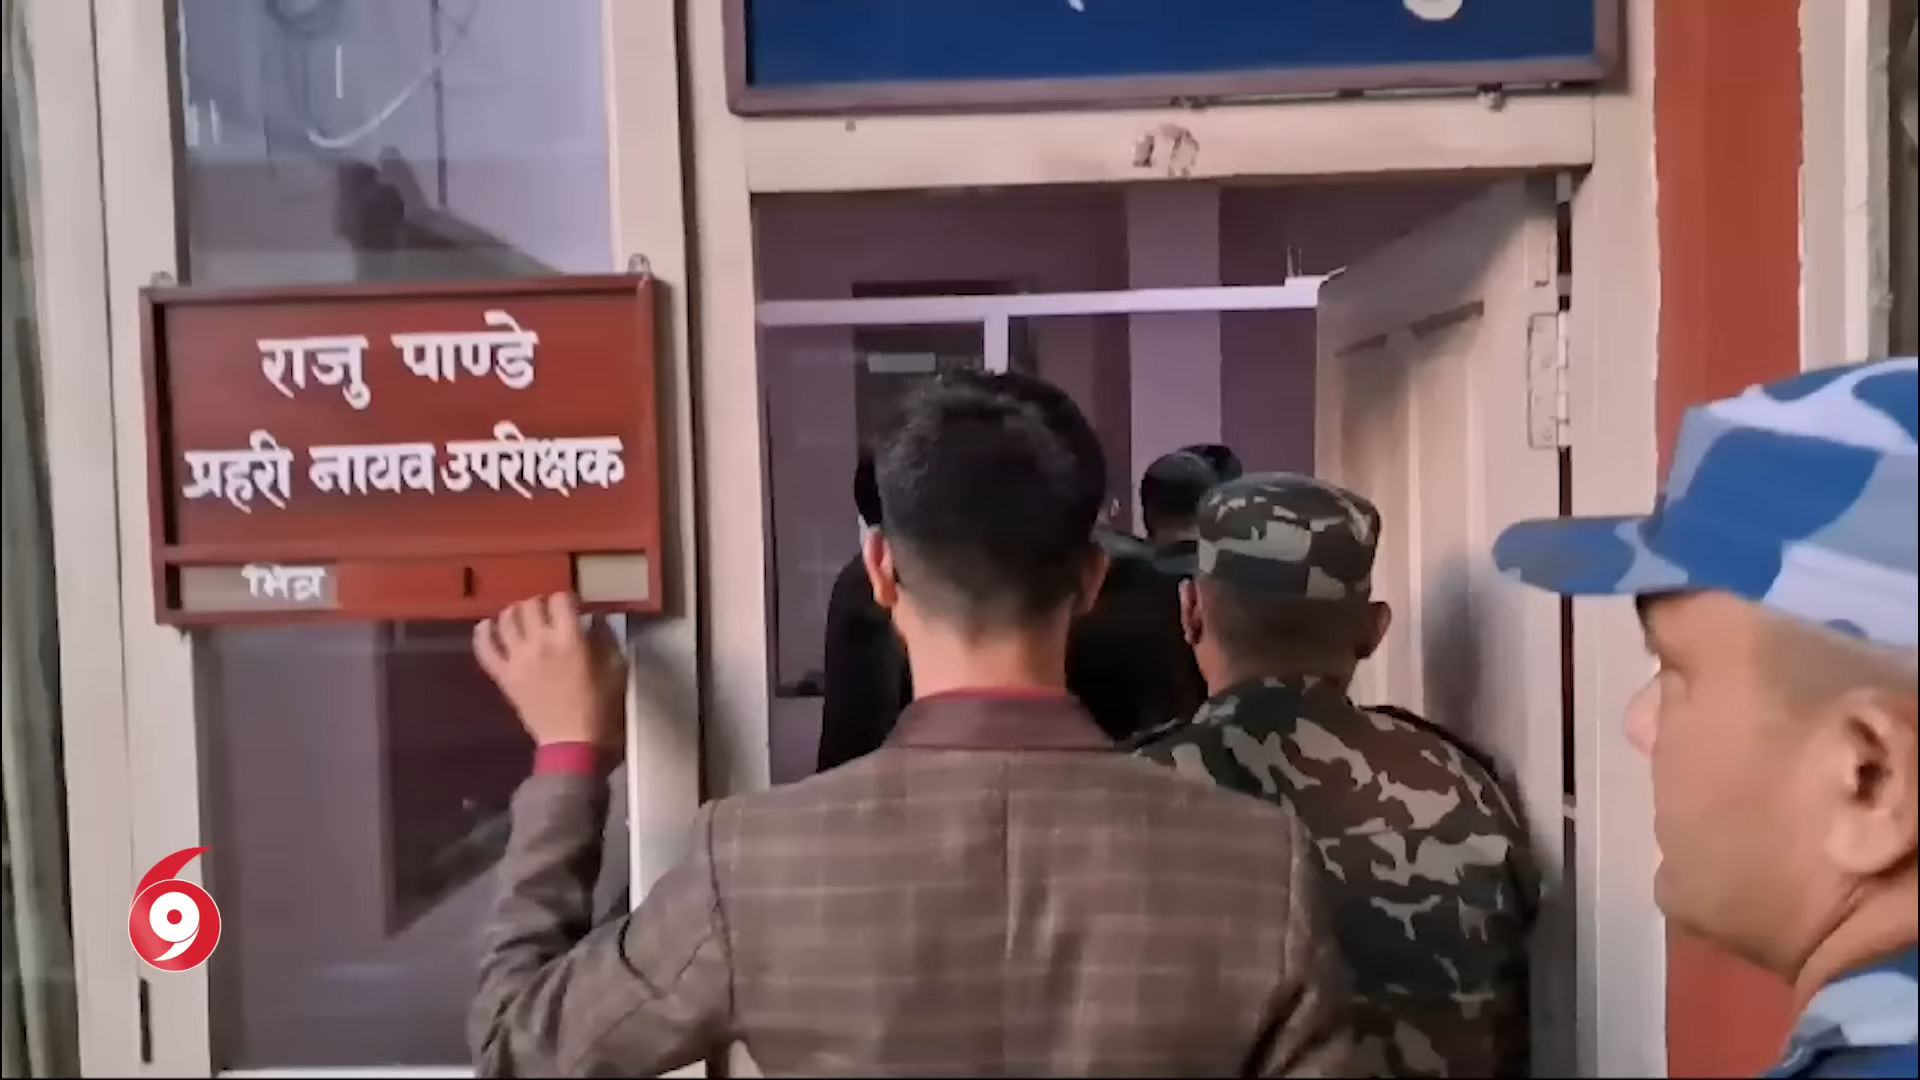 राजु पाण्डे
प्रहरी नायव उपरीक्षक
भित्र